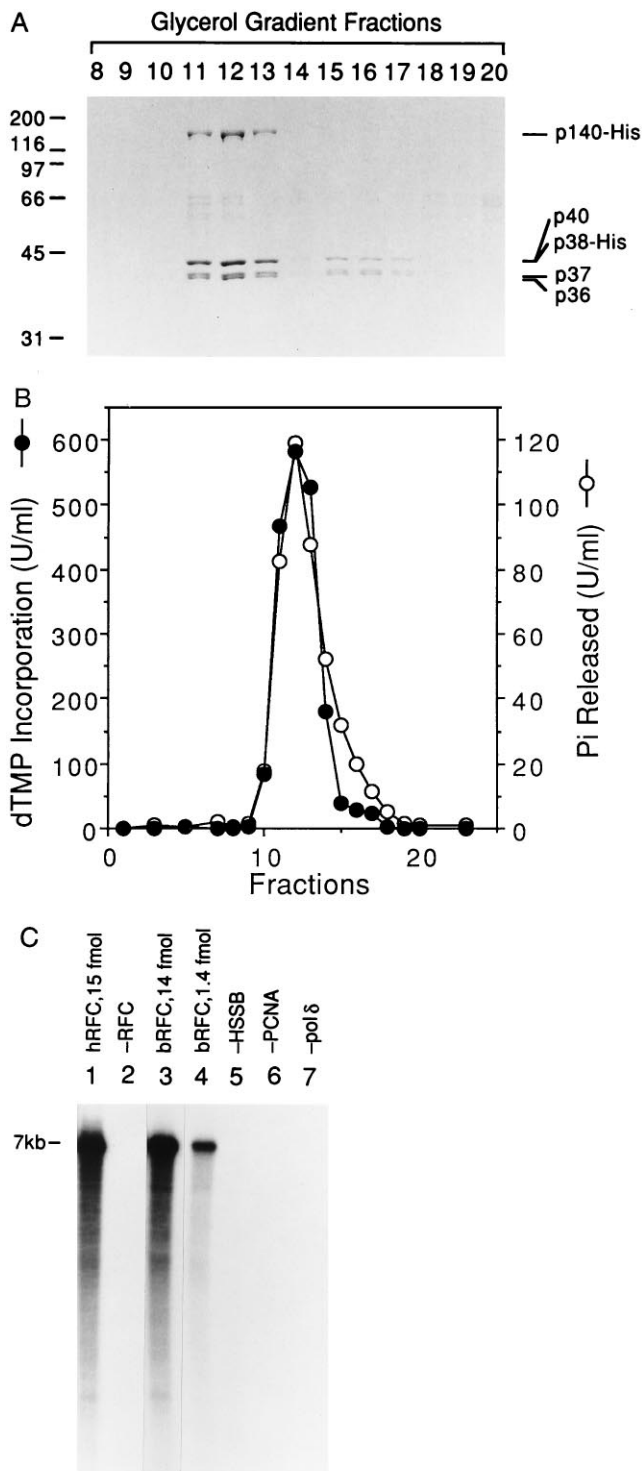 A
Glycerol Gradient Fractions
8 9 10 11 12 13 14 15 16 17 18 19 20
200
116
97
66
45
31
p140-His
p40
p38-His
p37
p36
B
dTMP Incorporation (U/ml)
600
500
400
300
200
100
0
120
100
80
60
40
20
0
Pi Released (U/ml)
0 10 20
Fractions
C
hRFC,15 fmol
–RFC
bRFC,14 fmol
bRFC,1.4 fmol
–HSSB
–PCNA
–pol δ
1 2 3 4 5 6 7
7kb